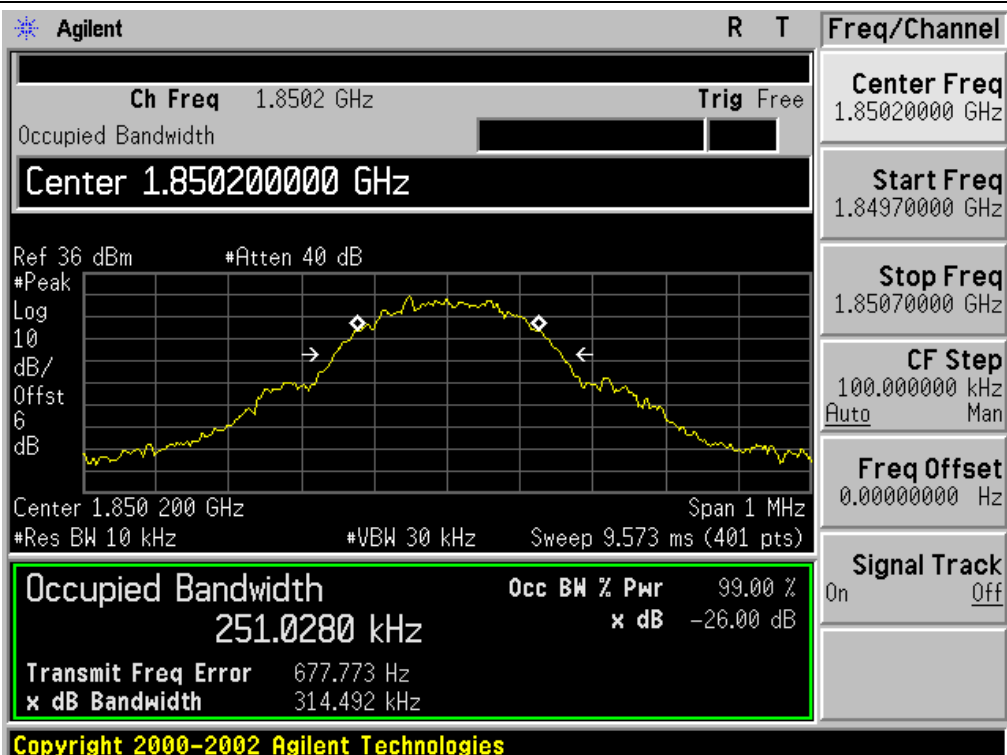 Agilent R T Freq/Channel
Ch Freq 1.8502 GHz Trig Free
Occupied Bandwidth
Center 1.850200000 GHz
Ref 36 dBm #Atten 40 dB
#Peak
Log
10
dB/
Offst
6
dB
Center 1.850 200 GHz Span 1 MHz
#Res BW 10 kHz #VBW 30 kHz Sweep 9.573 ms (401 pts)
Occupied Bandwidth Occ BW % Pwr 99.00 %
251.0280 kHz x dB -26.00 dB
Transmit Freq Error 677.773 Hz
x dB Bandwidth 314.492 kHz
Center Freq
1.85020000 GHz
Start Freq
1.84970000 GHz
Stop Freq
1.85070000 GHz
CF Step
100.000000 kHz
Auto Man
Freq Offset
0.00000000 Hz
Signal Track
On Off
Copyright 2000-2002 Agilent Technologies